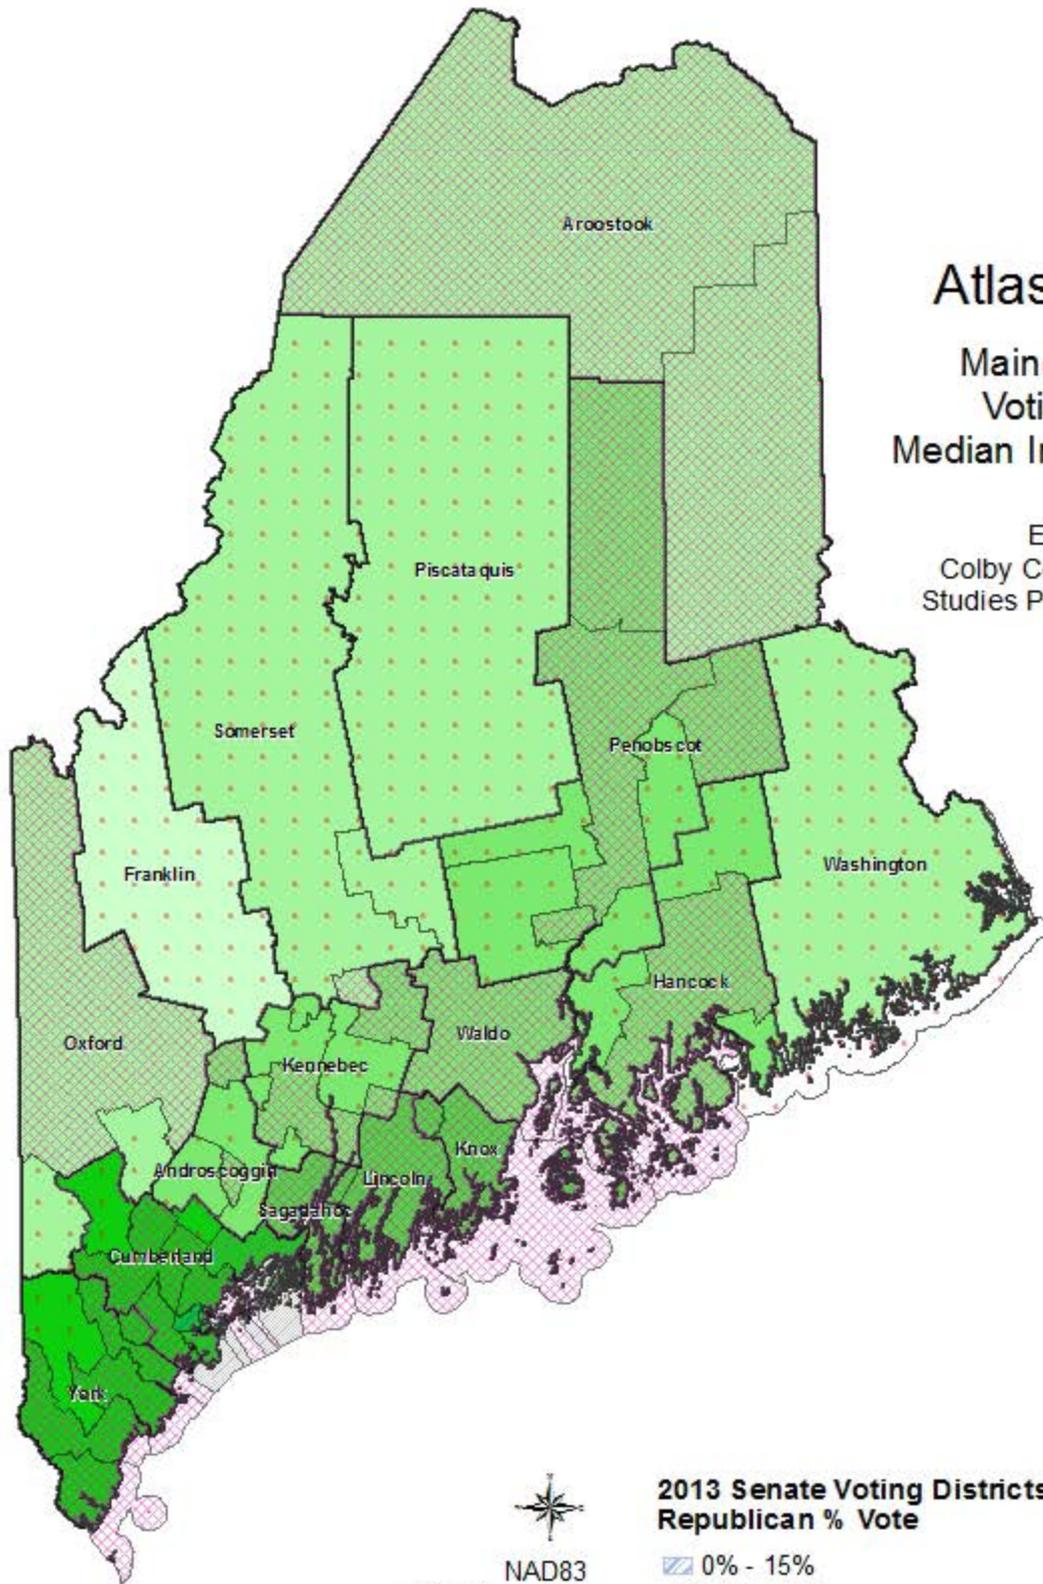 Aroostook
Atlas
Main
Voti
Median I
E
Colby C
Studies P
Piscataquis
Somerset
Penobscot
Franklin
Washington
Hancock
Oxford
Waldo
Kennebec
Knox
Androscoggin
Lincoln
Sagadahoc
Cumberland
York
2013 Senate Voting Districts
Republican % Vote
NAD83
0% - 15%